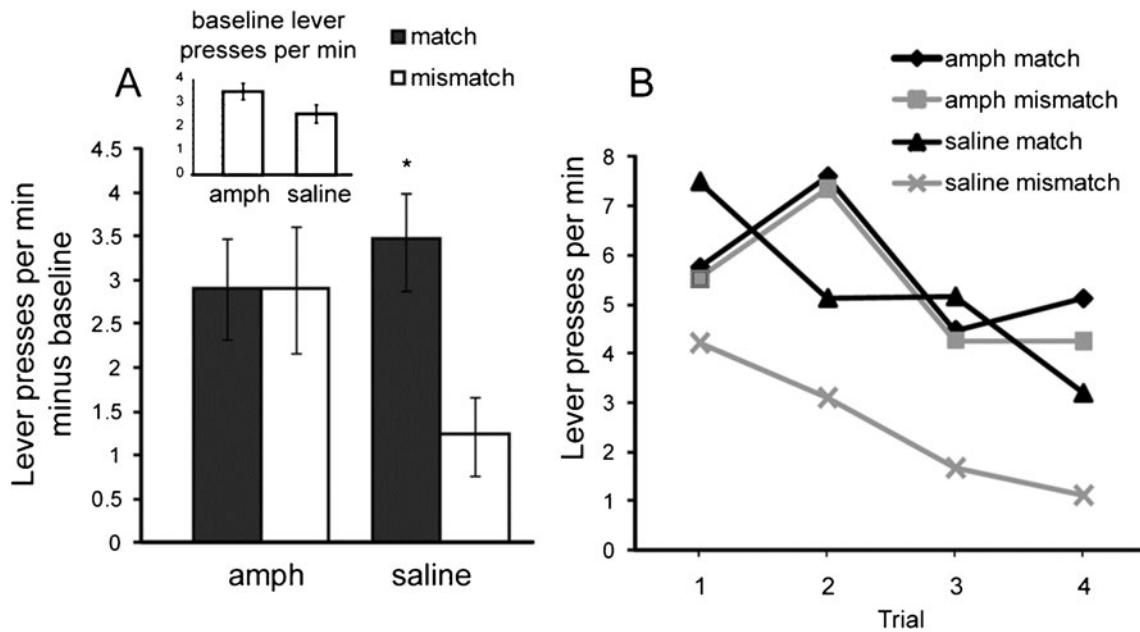 A
baseline lever
presses per min
4
3
2
1
0
amph saline
match
mismatch
Lever presses per min
minus baseline
4.5
4
3.5
3
2.5
2
1.5
1
0.5
0
*
amph saline
B
amph match
amph mismatch
saline match
saline mismatch
Lever presses per min
8
7
6
5
4
3
2
1
0
1 2 3 4
Trial